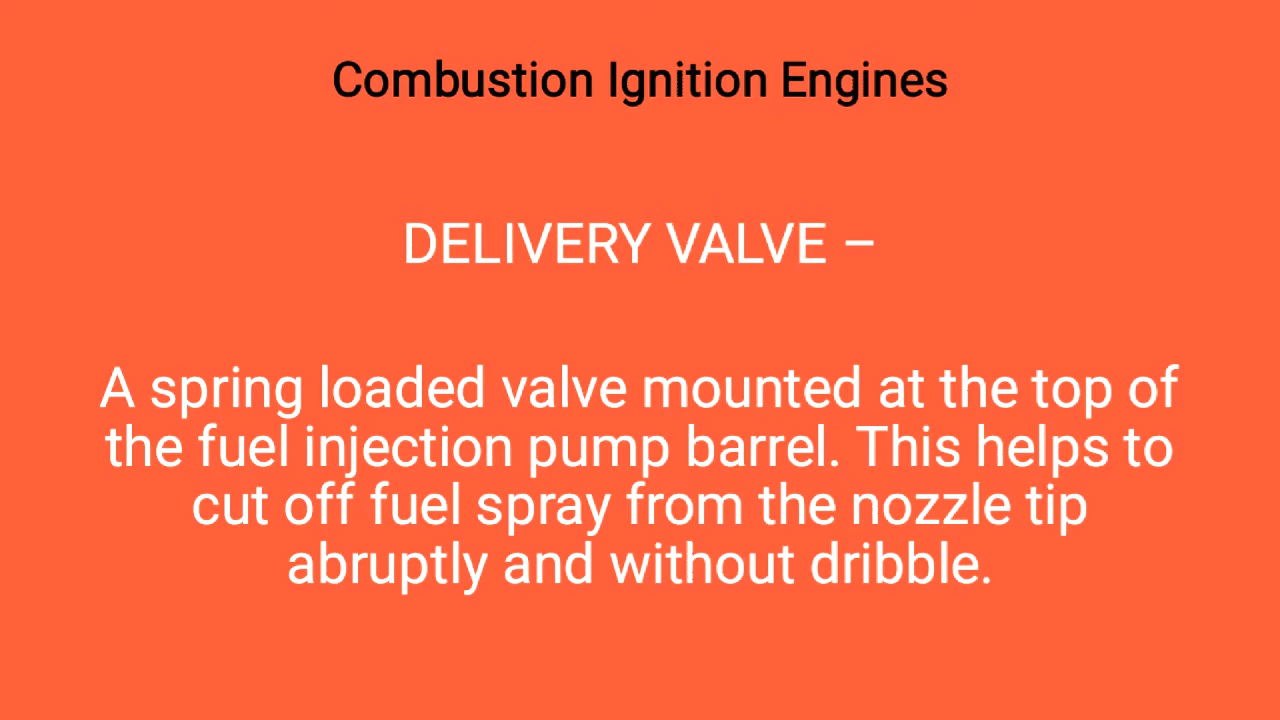 Combustion Ignition Engines
DELIVERY VALVE –
A spring loaded valve mounted at the top of
the fuel injection pump barrel. This helps to
cut off fuel spray from the nozzle tip
abruptly and without dribble.